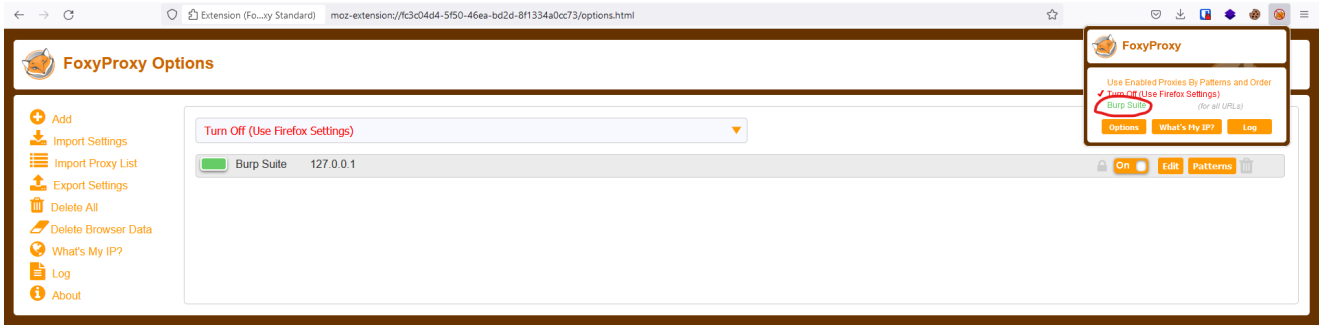 Extension (Fo...xy Standard) moz-extension://fc3c04d4-5f50-46ea-bd2d-8f1334a0cc73/options.html
FoxyProxy Options
Add
Import Settings
Import Proxy List
Export Settings
Delete All
Delete Browser Data
What's My IP?
Log
About
Turn Off (Use Firefox Settings)
Burp Suite 127.0.0.1 On Edit Patterns
FoxyProxy
Use Enabled Proxies By Patterns and Order
Turn Off (Use Firefox Settings)
Burp Suite (for all URLs)
Options What's My IP? Log